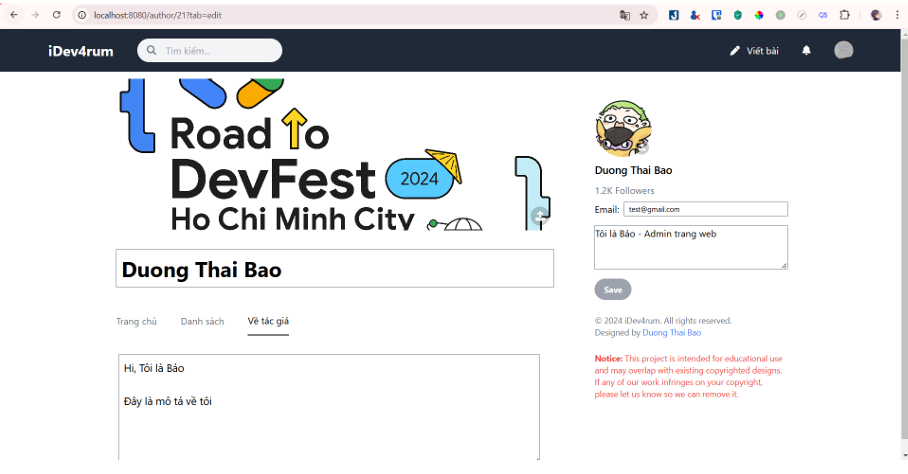 localhost:8080/author/21?tab=edit
iDev4rum
Tìm kiếm...
Viết bài
Road to
DevFest
2024
Ho Chi Minh City
Duong Thai Bao
Trang chủ
Danh sách
Về tác giả
Hi, Tôi là Bảo
Đây là mô tả về tôi
Duong Thai Bao
1.2K Followers
Email: test@gmail.com
Tôi là Bảo - Admin trang web
Save
© 2024 iDev4rum. All rights reserved.
Designed by Duong Thai Bao
Notice: This project is intended for educational use
and may overlap with existing copyrighted designs.
If any of our work infringes on your copyright,
please let us know so we can remove it.